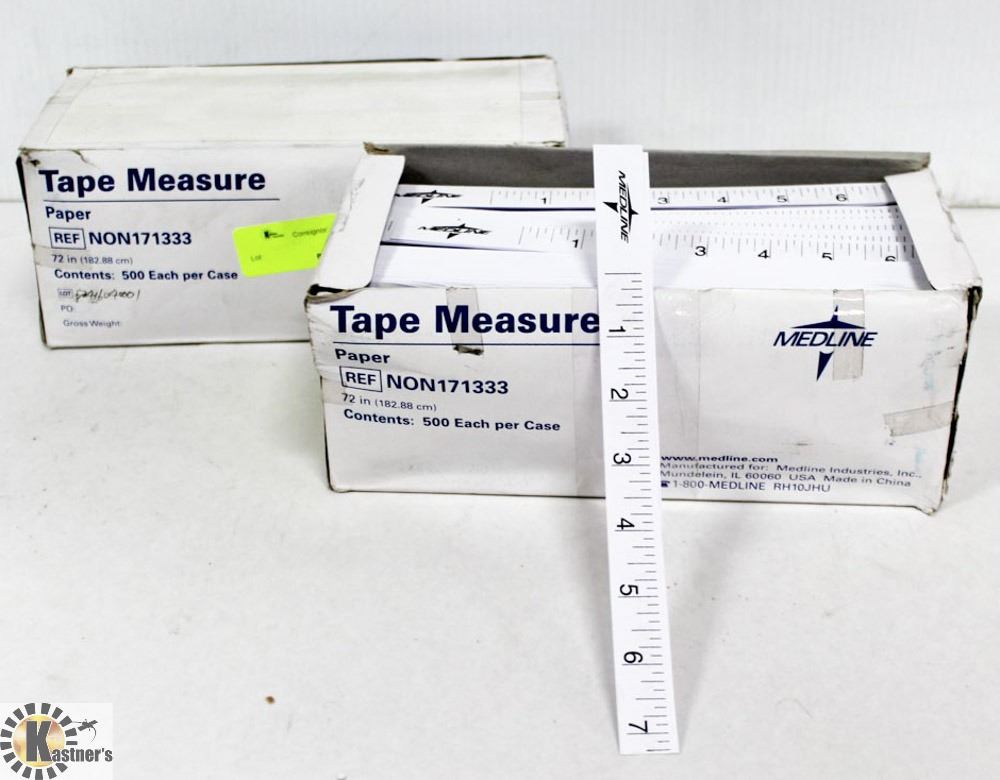 Tape Measure
Paper
REF NON171333
72 in (182.88 cm)
Contents: 500 Each per Case
LOT
PO:
Gross Weight:
Consignor
Lot
MEDLINE
1 3 4 5 6
MEDLINE
1 3 4 5 6
MEDLINE
1
2
3
4
5
6
7
Tape Measure
Paper
REF NON171333
72 in (182.88 cm)
Contents: 500 Each per Case
MEDLINE
www.medline.com
Manufactured for: Medline Industries, Inc.,
Mundelein, IL 60060 USA Made in China
☎1-800-MEDLINE RH10JHU
Kastner's